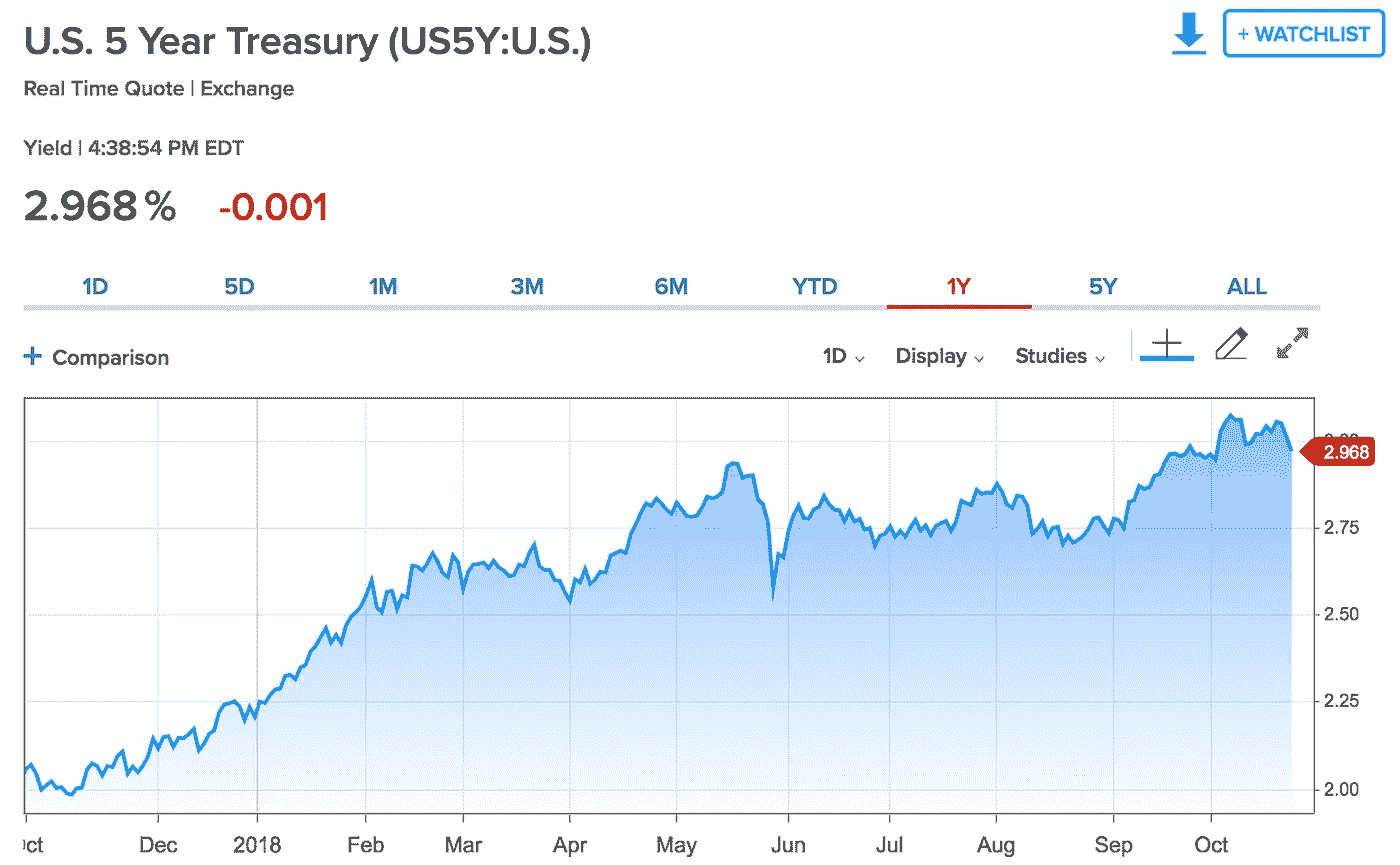 U.S. 5 Year Treasury (US5Y:U.S.)
+ WATCHLIST
Real Time Quote | Exchange
Yield | 4:38:54 PM EDT
2.968 % -0.001
1D 5D 1M 3M 6M YTD 1Y 5Y ALL
+ Comparison
1D Display Studies
2.968
2.75
2.50
2.25
2.00
Dec 2018 Feb Mar Apr May Jun Jul Aug Sep Oct